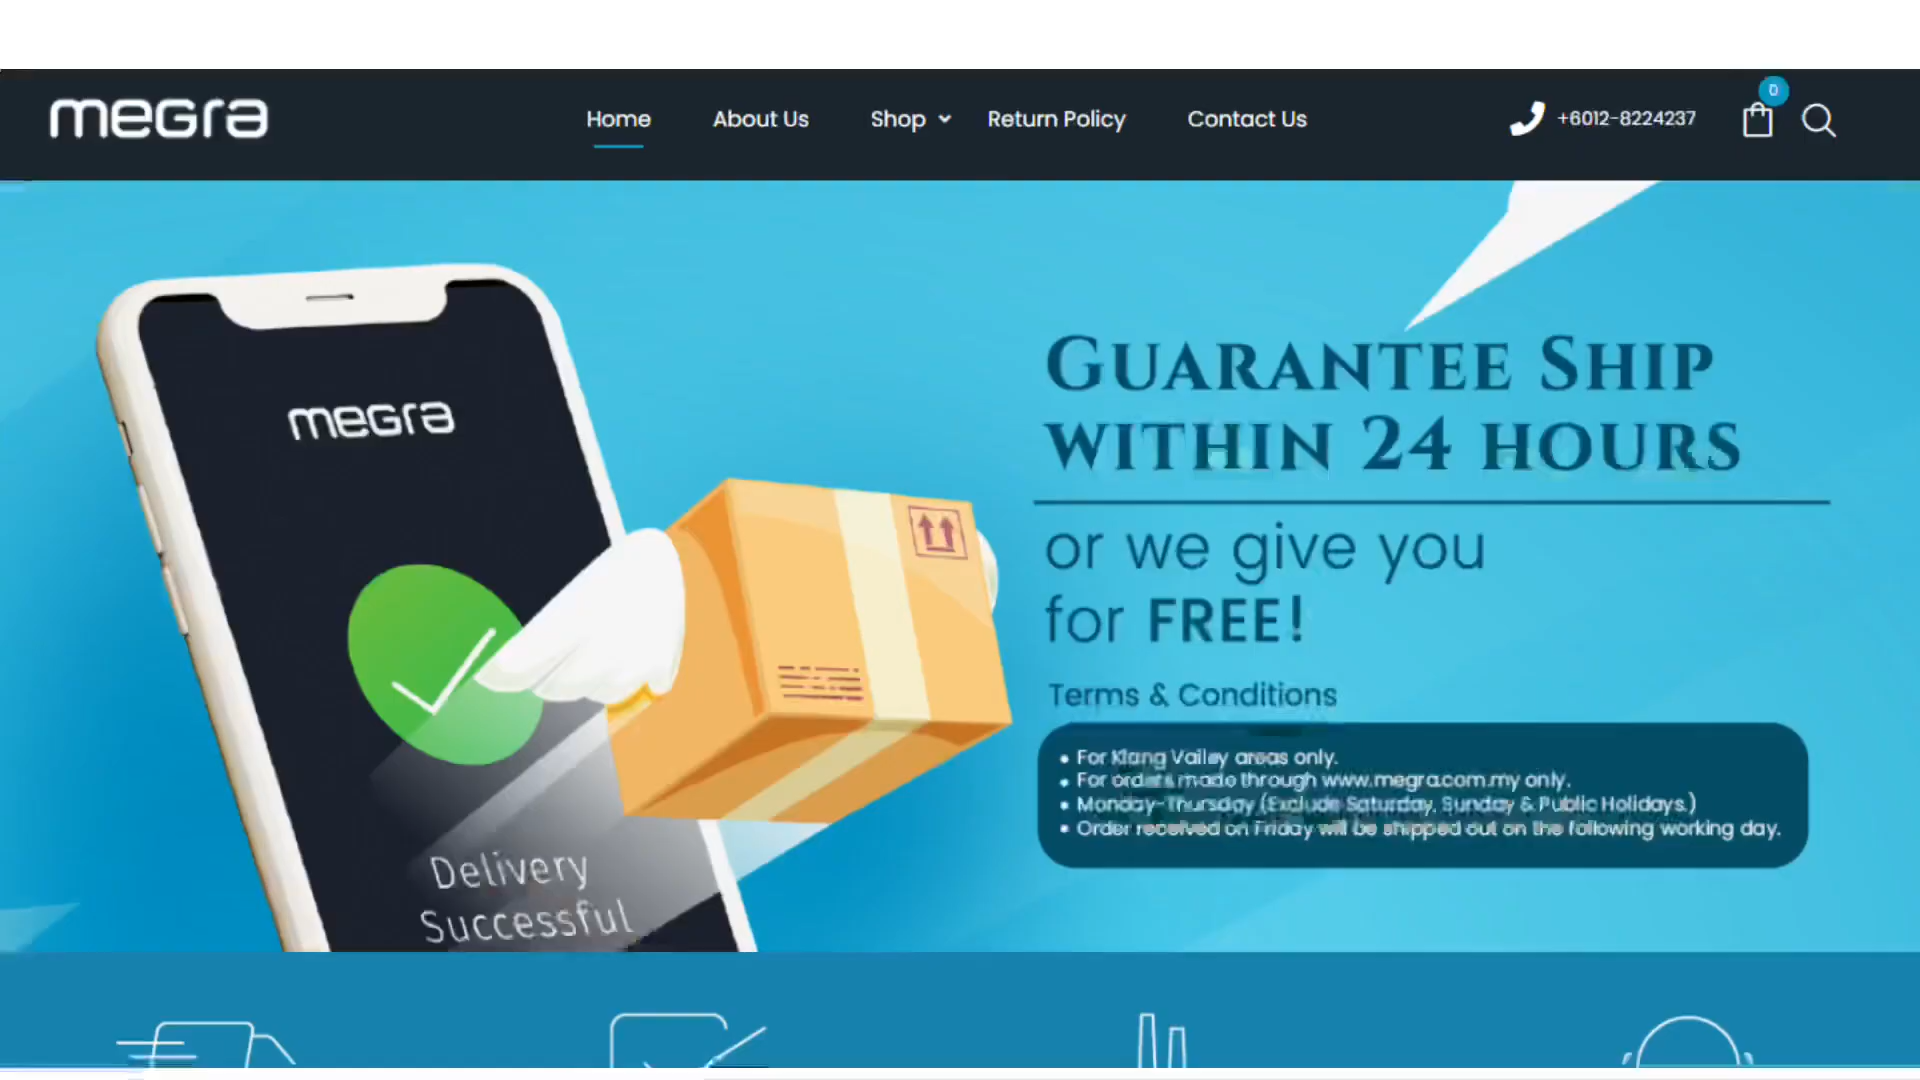 megra
Home
About Us
Shop
Return Policy
Contact Us
+6012-8224237
0
megra
Delivery
Successful
GUARANTEE SHIP
WITHIN 24 HOURS
or we give you
for FREE!
Terms & Conditions
• For Klang Valley areas only.
• For orders made through www.megra.com.my only.
• Monday-Thursday (Exclude Saturday, Sunday & Public Holidays.)
• Order received on Friday will be shipped out on the following working day.